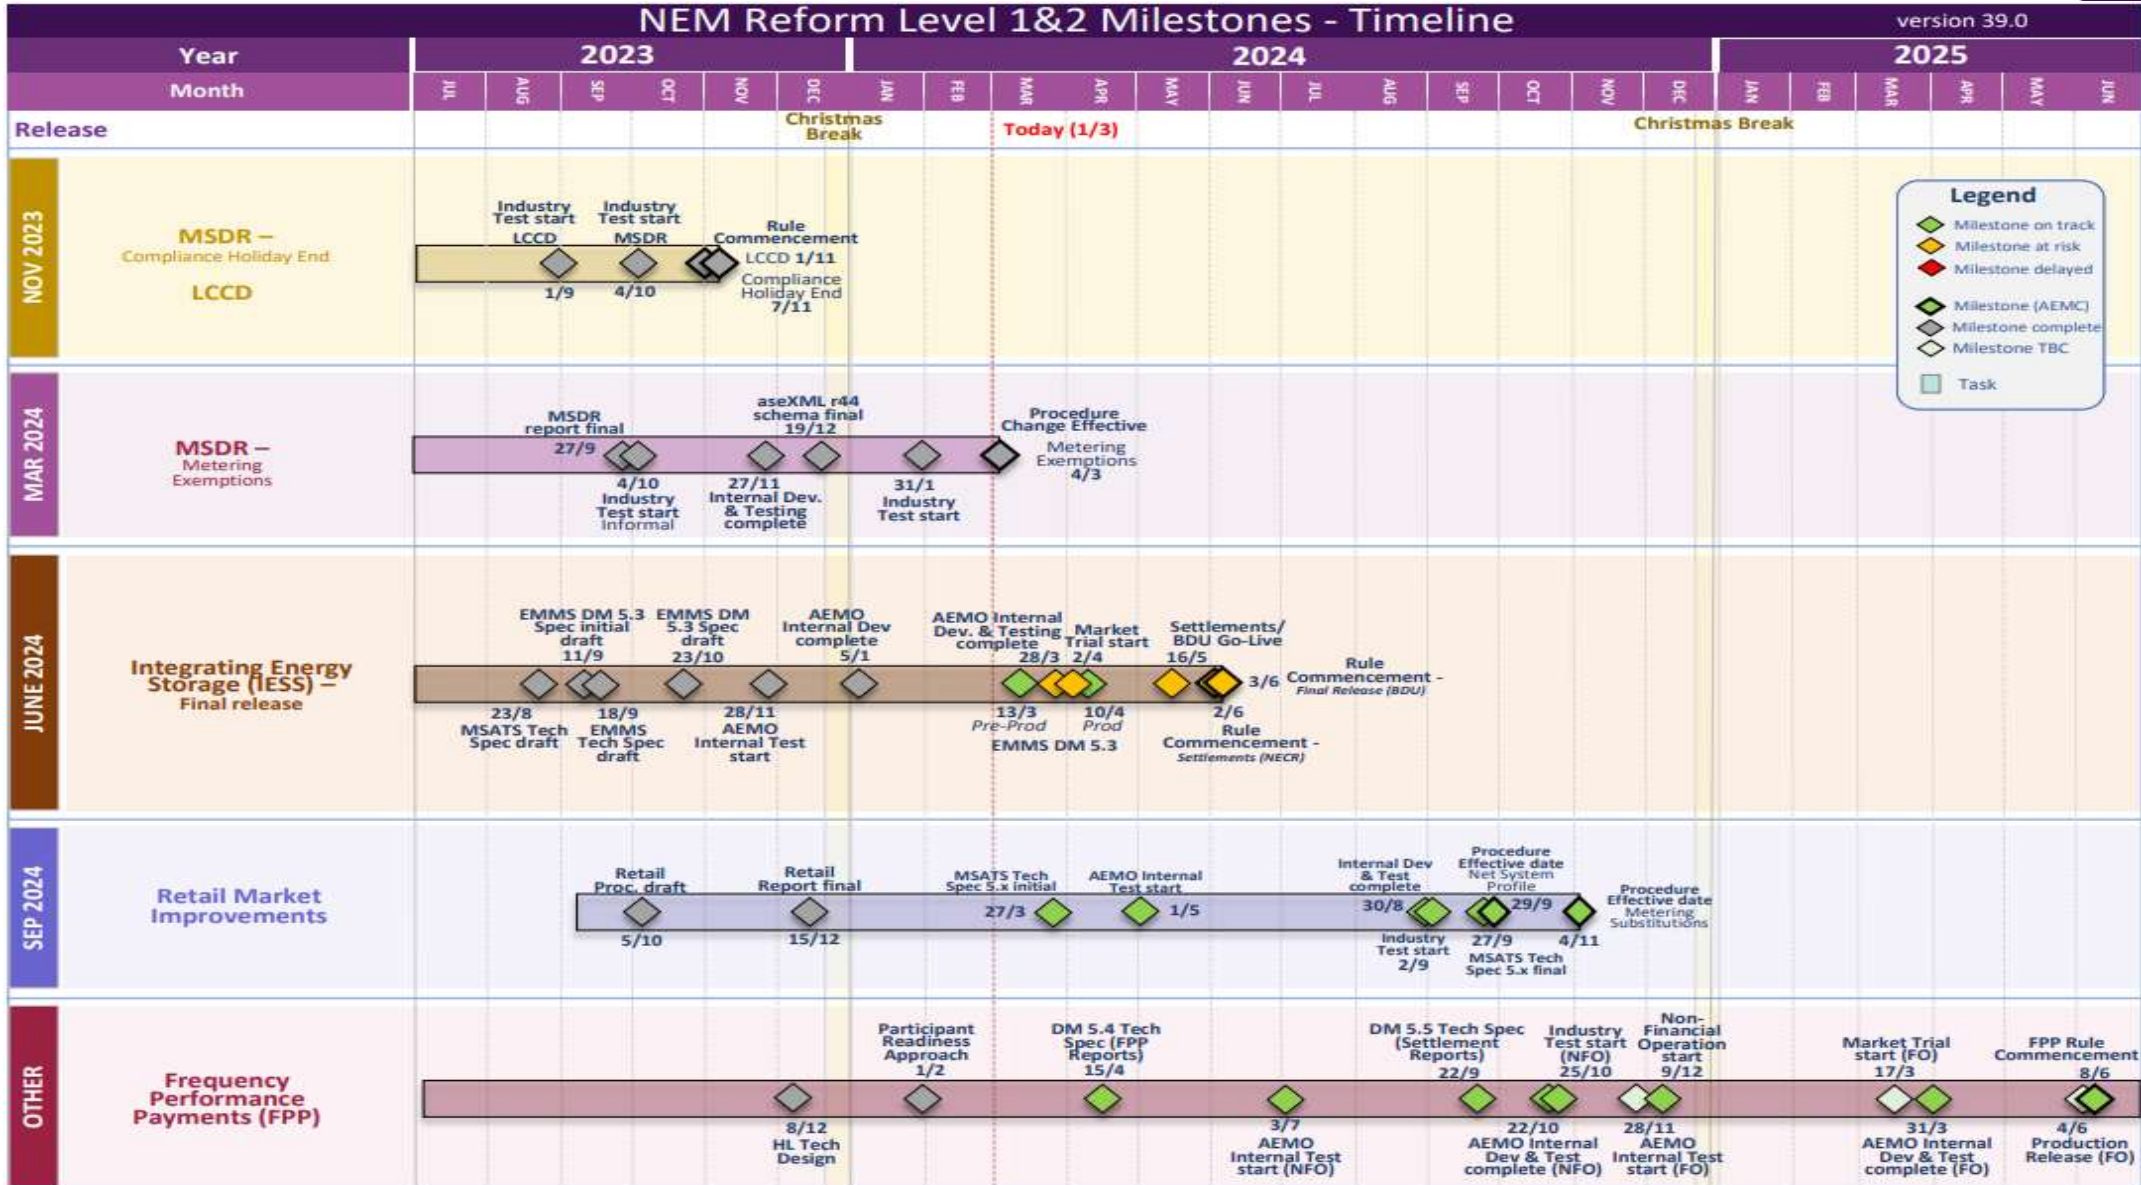 NEM Reform Level 1&2 Milestones - Timeline
version 39.0
Year
2023
2024
2025
Month
JUL
AUG
SEP
OCT
NOV
DEC
JAN
FEB
MAR
APR
MAY
JUN
JUL
AUG
SEP
OCT
NOV
DEC
JAN
FEB
MAR
APR
MAY
JUN
Release
Christmas
Break
Today (1/3)
Christmas Break
Legend
Milestone on track
Milestone at risk
Milestone delayed
Milestone (AEMC)
Milestone complete
Milestone TBC
Task
NOV 2023
MSDR –
Compliance Holiday End
LCCD
Industry
Test start
LCCD
1/9
Industry
Test start
MSDR
4/10
Rule
Commencement
LCCD 1/11
Compliance
Holiday End
7/11
MAR 2024
MSDR –
Metering
Exemptions
MSDR
report final
27/9
4/10
Industry
Test start
Informal
27/11
Internal Dev.
& Testing
complete
aseXML r44
schema final
19/12
31/1
Industry
Test start
Procedure
Change Effective
Metering
Exemptions
4/3
JUNE 2024
Integrating Energy
Storage (IESS) –
Final release
23/8
MSATS Tech
Spec draft
EMMS DM 5.3
Spec initial
draft
11/9
18/9
EMMS
Tech Spec
draft
EMMS DM
5.3 Spec
draft
23/10
28/11
AEMO
Internal Test
start
AEMO
Internal Dev
complete
5/1
AEMO Internal
Dev. & Testing
complete
28/3
13/3
Pre-Prod
Market
Trial start
2/4
10/4
Prod
EMMS DM 5.3
Settlements/
BDU Go-Live
16/5
2/6
Rule
Commencement -
Settlements (NECR)
3/6
Rule
Commencement -
Final Release (BDU)
SEP 2024
Retail Market
Improvements
Retail
Proc. draft
5/10
Retail
Report final
15/12
MSATS Tech
Spec 5.x initial
27/3
AEMO Internal
Test start
1/5
Internal Dev
& Test
complete
30/8
Industry
Test start
2/9
27/9
MSATS Tech
Spec 5.x final
Procedure
Effective date
Net System
Profile
29/9
4/11
Procedure
Effective date
Metering
Substitutions
OTHER
Frequency
Performance
Payments (FPP)
8/12
HL Tech
Design
Participant
Readiness
Approach
1/2
DM 5.4 Tech
Spec (FPP
Reports)
15/4
3/7
AEMO
Internal Test
start (NFO)
DM 5.5 Tech Spec
(Settlement
Reports)
22/9
22/10
AEMO Internal
Dev & Test
complete (NFO)
Industry
Test start
(NFO)
25/10
28/11
AEMO
Internal Test
start (FO)
Non-
Financial
Operation
start
9/12
Market Trial
start (FO)
17/3
31/3
AEMO Internal
Dev & Test
complete (FO)
4/6
Production
Release (FO)
FPP Rule
Commencement
8/6